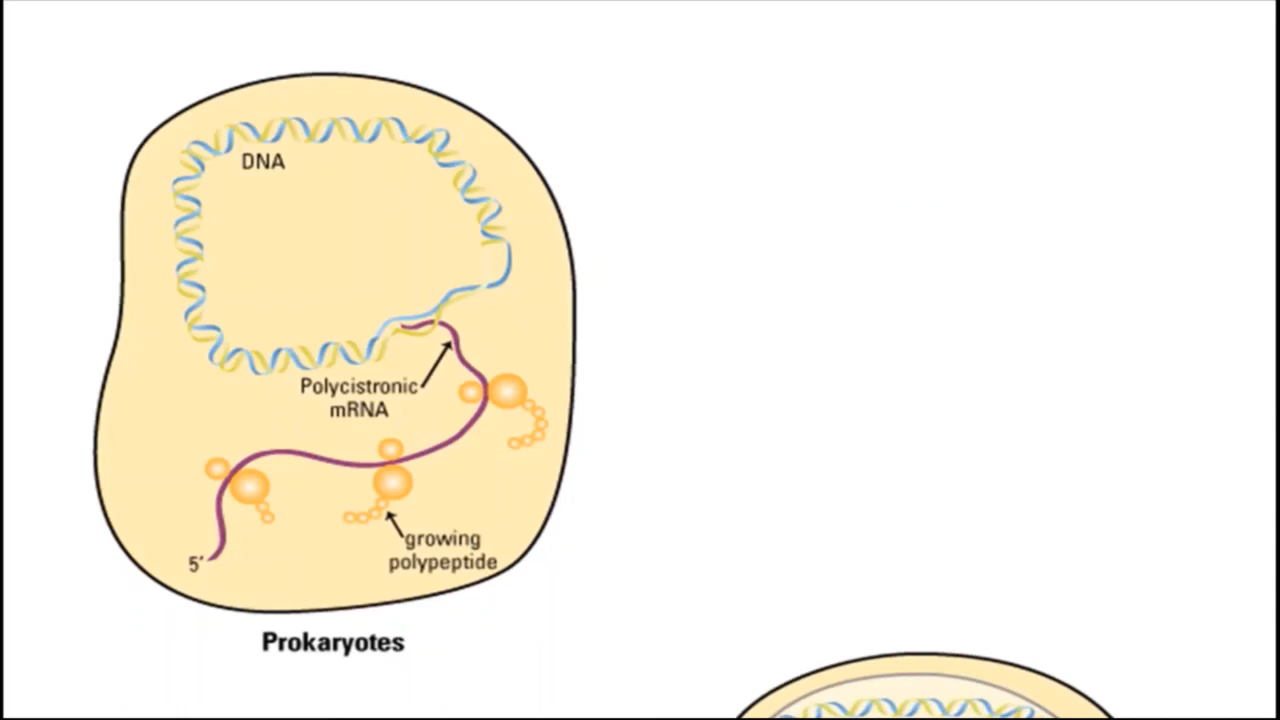 DNA
Polycistronic
mRNA
growing
polypeptide
5′
Prokaryotes